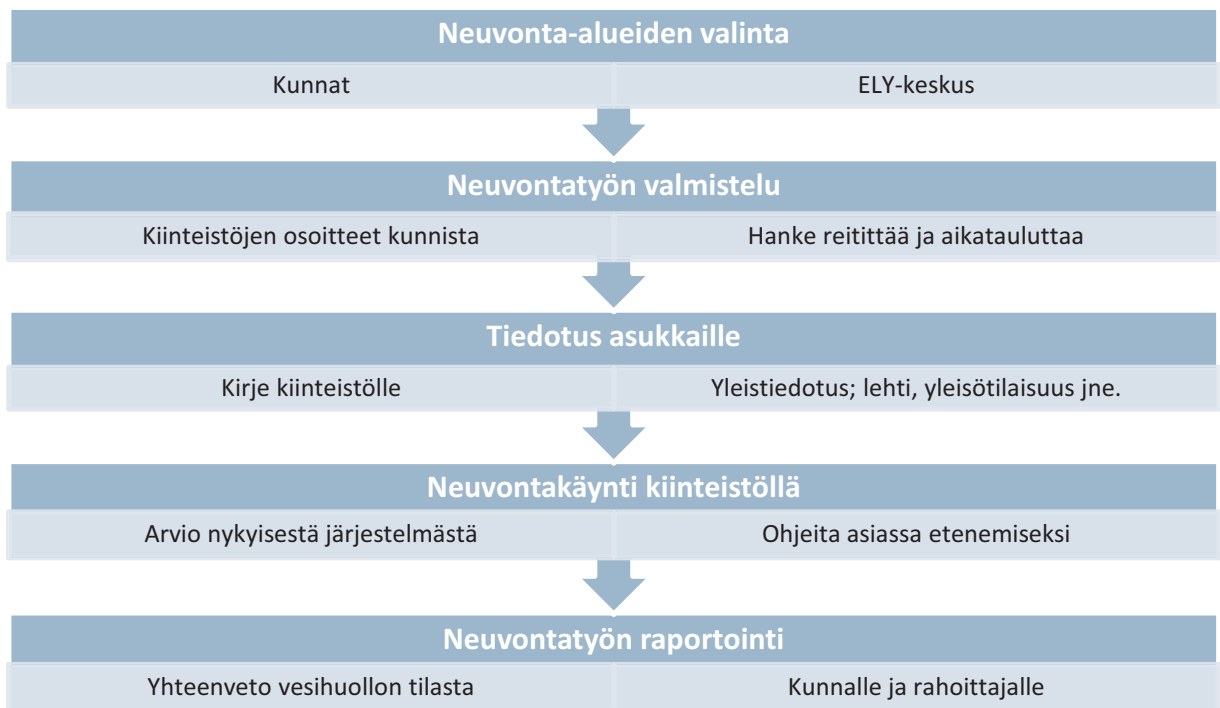 Neuvonta-alueiden valinta
Kunnat
ELY-keskus
Neuvontatyön valmistelu
Kiinteistöjen osoitteet kunnista
Hanke reitittää ja aikatauluttaa
Tiedotus asukkaille
Kirje kiinteistölle
Yleistiedotus; lehti, yleisötilaisuus jne.
Neuvontakäynti kiinteistöllä
Arvio nykyisestä järjestelmästä
Ohjeita asiassa etenemiseksi
Neuvontatyön raportointi
Yhteenveto vesihuollon tilasta
Kunnalle ja rahoittajalle